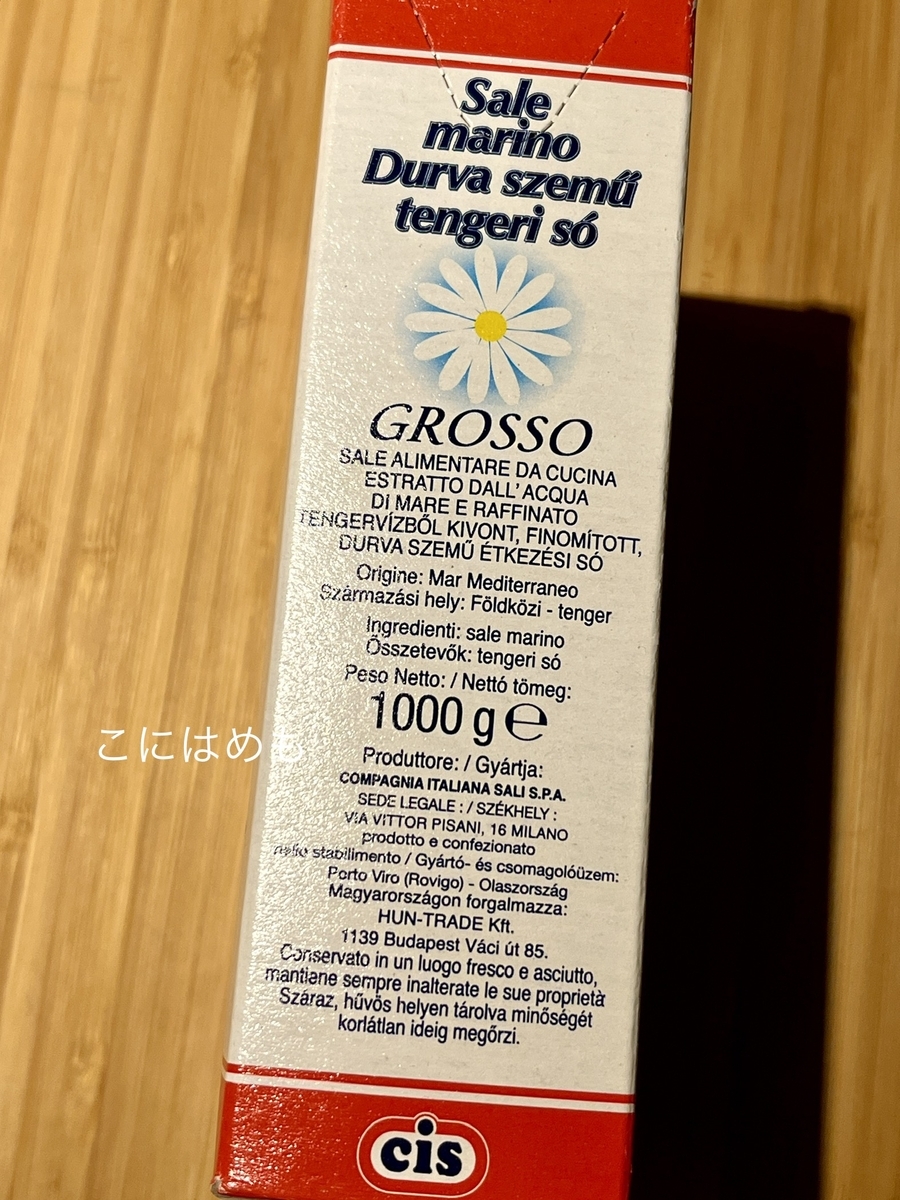 Sale
marino
Durva szemű
tengeri só
GROSSO
SALE ALIMENTARE DA CUCINA
ESTRATTO DALL'ACQUA
DI MARE E RAFFINATO
TENGERVÍZBŐL KIVONT, FINOMÍTOTT,
DURVA SZEMŰ ÉTKEZÉSI SÓ
Origine: Mar Mediterraneo
Származási hely: Földközi - tenger
Ingredienti: sale marino
Összetevők: tengeri só
Peso Netto: / Nettó tömeg:
1000 g ℮
こにはめも
Produttore: / Gyártja:
COMPAGNIA ITALIANA SALI S.P.A.
SEDE LEGALE : / SZÉKHELY :
VIA VITTOR PISANI, 16 MILANO
prodotto e confezionato
nello stabilimento / Gyártó- és csomagolóüzem:
Porto Viro (Rovigo) - Olaszország
Magyarországon forgalmazza:
HUN-TRADE Kft.
1139 Budapest Váci út 85.
Conservato in un luogo fresco e asciutto,
mantiene sempre inalterate le sue proprietà
Száraz, hűvös helyen tárolva minőségét
korlátlan ideig megőrzi.
cis